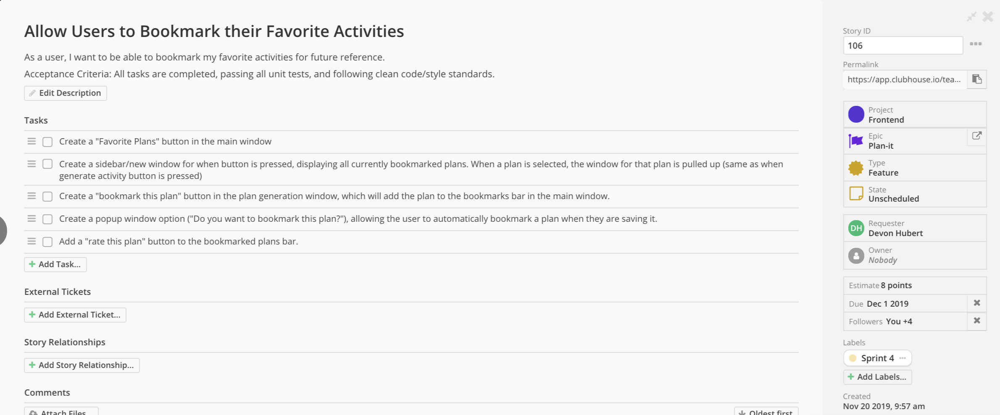 Allow Users to Bookmark their Favorite Activities
As a user, I want to be able to bookmark my favorite activities for future reference.
Acceptance Criteria: All tasks are completed, passing all unit tests, and following clean code/style standards.
Edit Description
Tasks
Create a "Favorite Plans" button in the main window
Create a sidebar/new window for when button is pressed, displaying all currently bookmarked plans. When a plan is selected, the window for that plan is pulled up (same as when
generate activity button is pressed)
Create a "bookmark this plan" button in the plan generation window, which will add the plan to the bookmarks bar in the main window.
Create a popup window option ("Do you want to bookmark this plan?"), allowing the user to automatically bookmark a plan when they are saving it.
Add a "rate this plan" button to the bookmarked plans bar.
Add Task...
External Tickets
Add External Ticket...
Story Relationships
Add Story Relationship...
Comments
Attach Files...
Oldest first
Story ID
106
Permalink
https://app.clubhouse.io/tea...
Project
Frontend
Epic
Plan-it
Type
Feature
State
Unscheduled
DH
Requester
Devon Hubert
Owner
Nobody
Estimate 8 points
Due Dec 1 2019
Followers You +4
Labels
Sprint 4
Add Labels...
Created
Nov 20 2019, 9:57 am